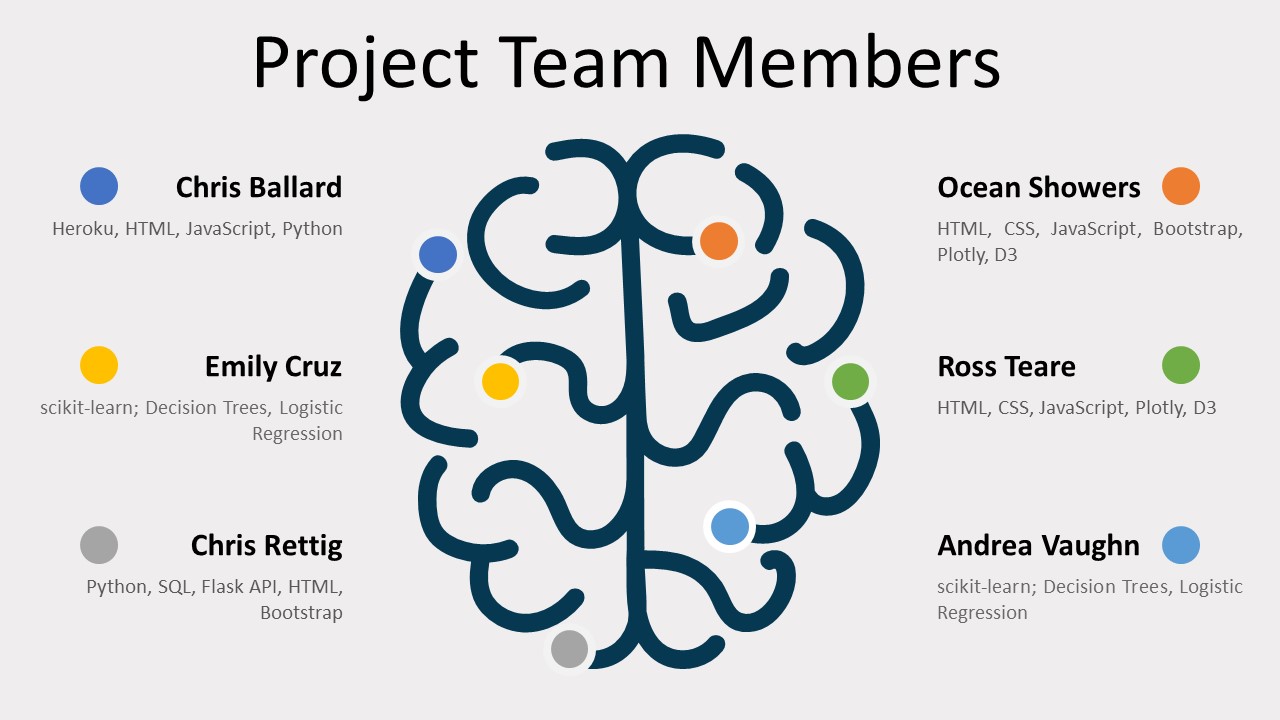 Project Team Members
Chris Ballard
Heroku, HTML, JavaScript, Python
Emily Cruz
scikit-learn; Decision Trees, Logistic
Regression
Chris Rettig
Python, SQL, Flask API, HTML,
Bootstrap
Ocean Showers
HTML, CSS, JavaScript, Bootstrap,
Plotly, D3
Ross Teare
HTML, CSS, JavaScript, Plotly, D3
Andrea Vaughn
scikit-learn; Decision Trees, Logistic
Regression